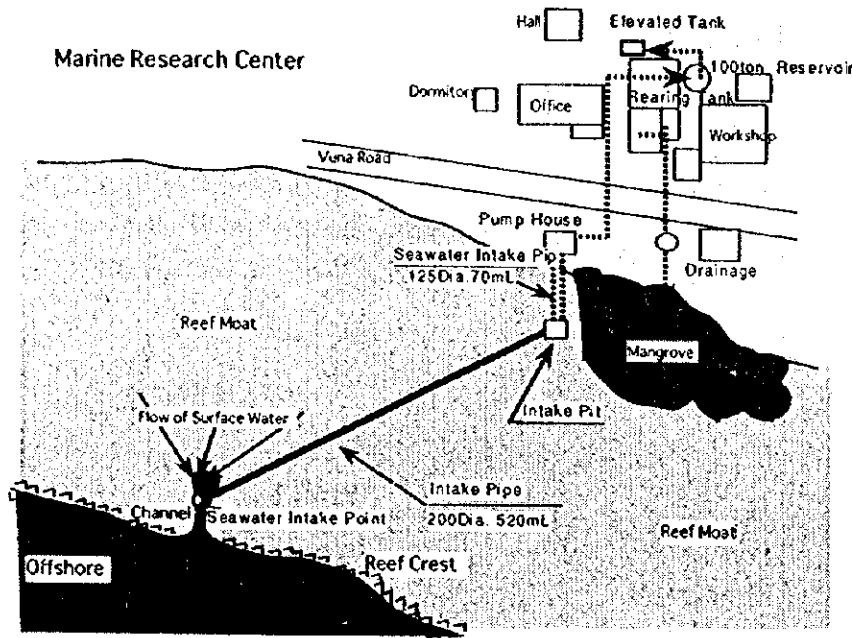 Hall
Elevated Tank
Marine Research Center
100ton Reservoir
Dormitor
Office
Rearing Tank
Workshop
Vuna Road
Pump House
Seawater Intake Pip
125Dia.70mL
Drainage
Reef Moat
Mangrove
Intake Pit
Flow of Surface Water
Channel
Seawater Intake Point
Intake Pipe
200Dia. 520mL
Reef Moat
Offshore
Reef Crest